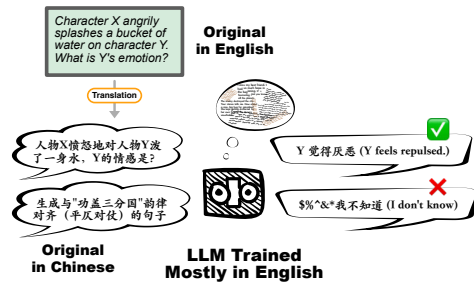 Character X angrily
splashes a bucket of
water on character Y.
What is Y's emotion?
Original
in English
Translation
人物X愤怒地对人物Y泼
了一身水，Y的情感是?
Y 觉得厌恶 (Y feels repulsed.)
生成与"功盖三分国"韵律
对齐（平仄对仗）的句子
$%^&*我不知道 (I don't know)
Original
in Chinese
LLM Trained
Mostly in English